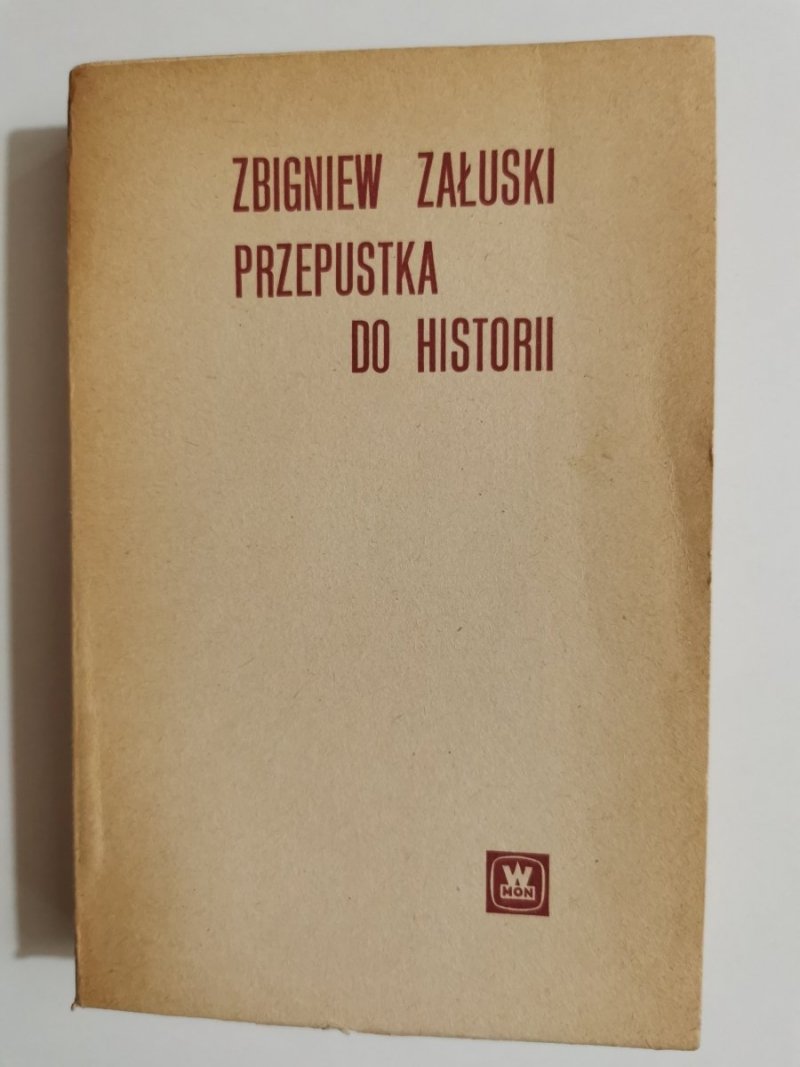 ZBIGNIEW ZAŁUSKI
PRZEPUSTKA
DO HISTORII
W
MON